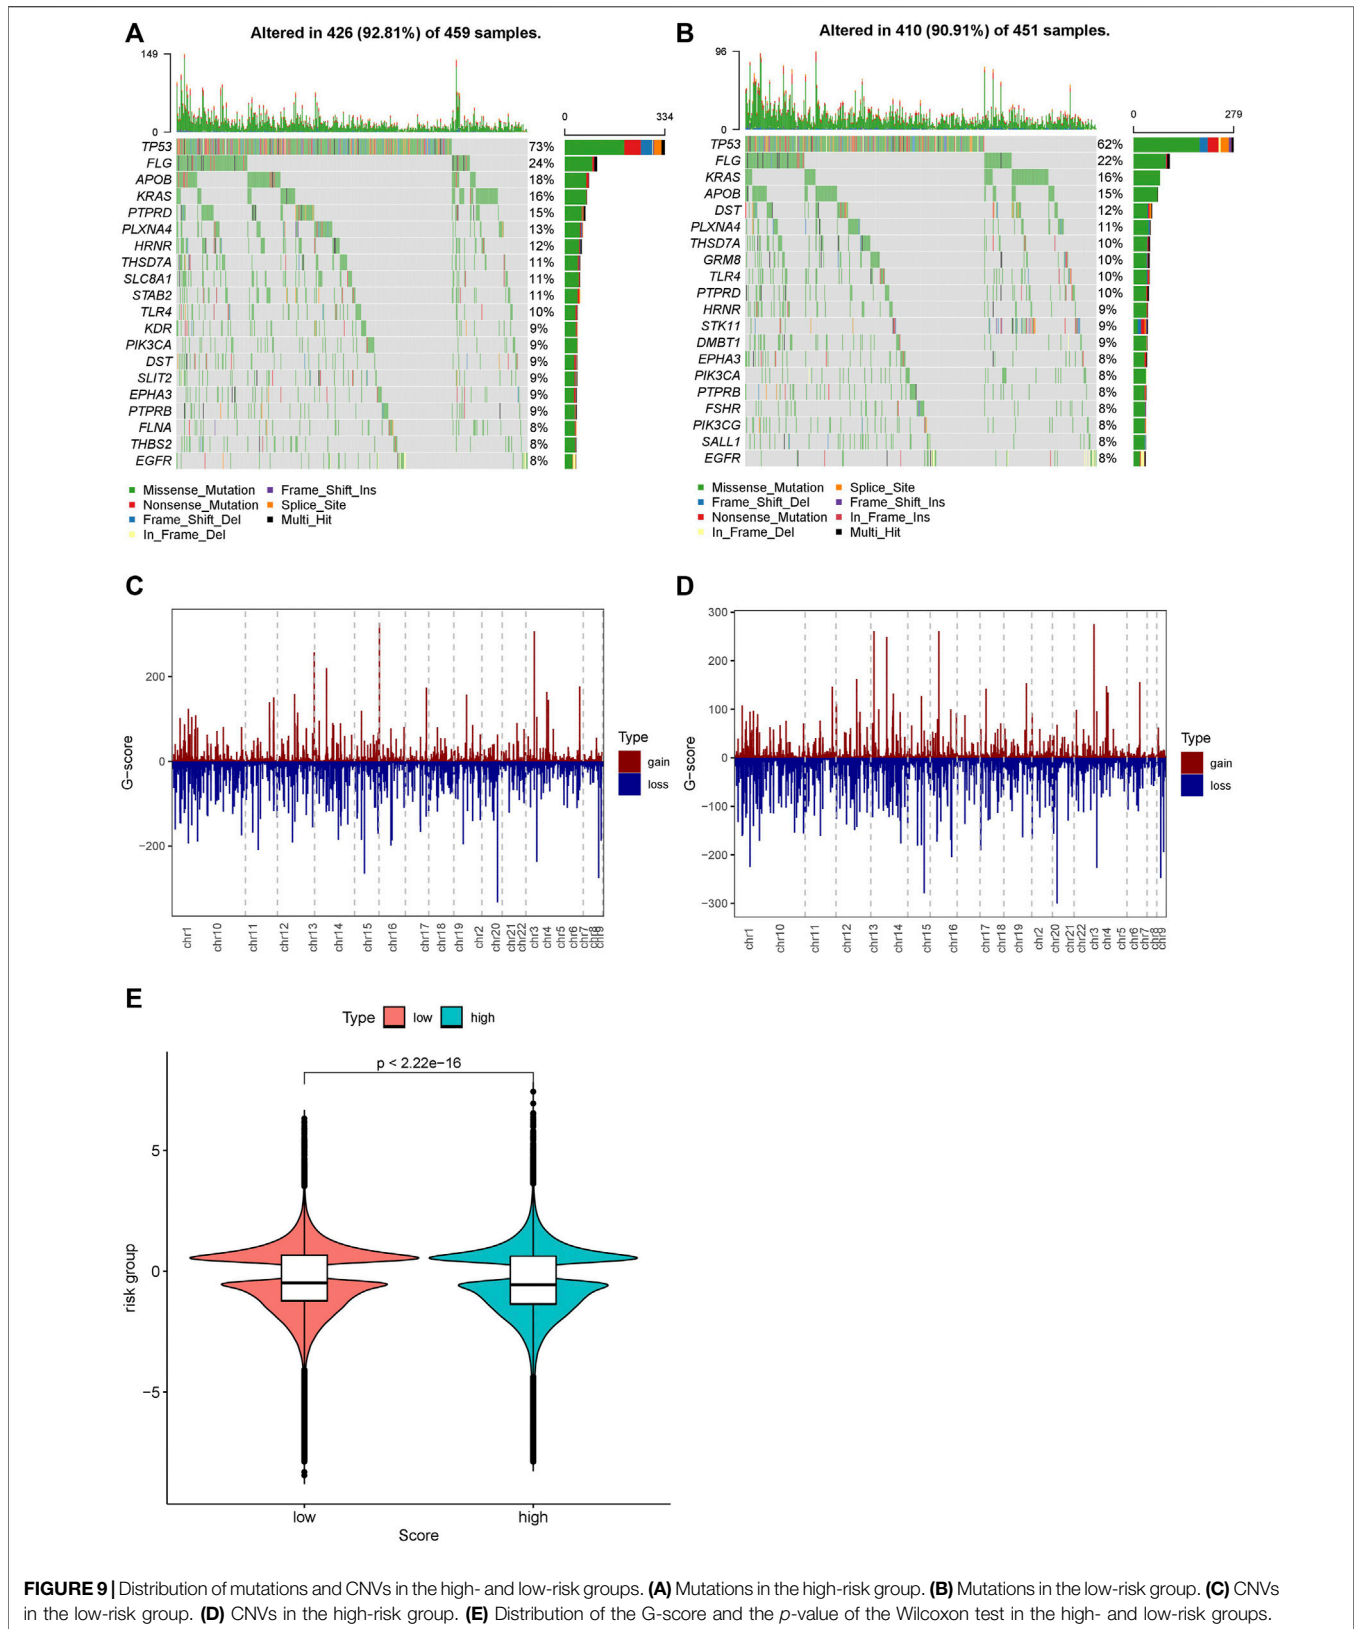 A
Altered in 426 (92.81%) of 459 samples.
149
0
0 334
TP53 73%
FLG 24%
APOB 18%
KRAS 16%
PTPRD 15%
PLXNA4 13%
HRNR 12%
THSD7A 11%
SLC8A1 11%
STAB2 11%
TLR4 10%
KDR 9%
PIK3CA 9%
DST 9%
SLIT2 9%
EPHA3 9%
PTPRB 9%
FLNA 8%
THBS2 8%
EGFR 8%
Missense_Mutation Frame_Shift_Ins
Nonsense_Mutation Splice_Site
Frame_Shift_Del Multi_Hit
In_Frame_Del
B
Altered in 410 (90.91%) of 451 samples.
96
0
0 279
TP53 62%
FLG 22%
KRAS 16%
APOB 15%
DST 12%
PLXNA4 11%
THSD7A 10%
GRM8 10%
TLR4 10%
PTPRD 10%
HRNR 9%
STK11 9%
DMBT1 9%
EPHA3 8%
PIK3CA 8%
PTPRB 8%
FSHR 8%
PIK3CG 8%
SALL1 8%
EGFR 8%
Missense_Mutation Splice_Site
Frame_Shift_Del Frame_Shift_Ins
Nonsense_Mutation In_Frame_Ins
In_Frame_Del Multi_Hit
C
G−score
200
0
−200
chr1 chr10 chr11 chr12 chr13 chr14 chr15 chr16 chr17 chr18 chr19 chr2 chr20 chr21 chr22 chr3 chr4 chr5 chr6 chr7 chr8 chr9
Type
gain
loss
D
G−score
300
200
100
0
−100
−200
−300
chr1 chr10 chr11 chr12 chr13 chr14 chr15 chr16 chr17 chr18 chr19 chr2 chr20 chr21 chr22 chr3 chr4 chr5 chr6 chr7 chr8 chr9
Type
gain
loss
E
Type low high
p < 2.22e−16
risk group
5
0
−5
low high
Score
FIGURE 9 | Distribution of mutations and CNVs in the high- and low-risk groups. (A) Mutations in the high-risk group. (B) Mutations in the low-risk group. (C) CNVs
in the low-risk group. (D) CNVs in the high-risk group. (E) Distribution of the G-score and the p-value of the Wilcoxon test in the high- and low-risk groups.